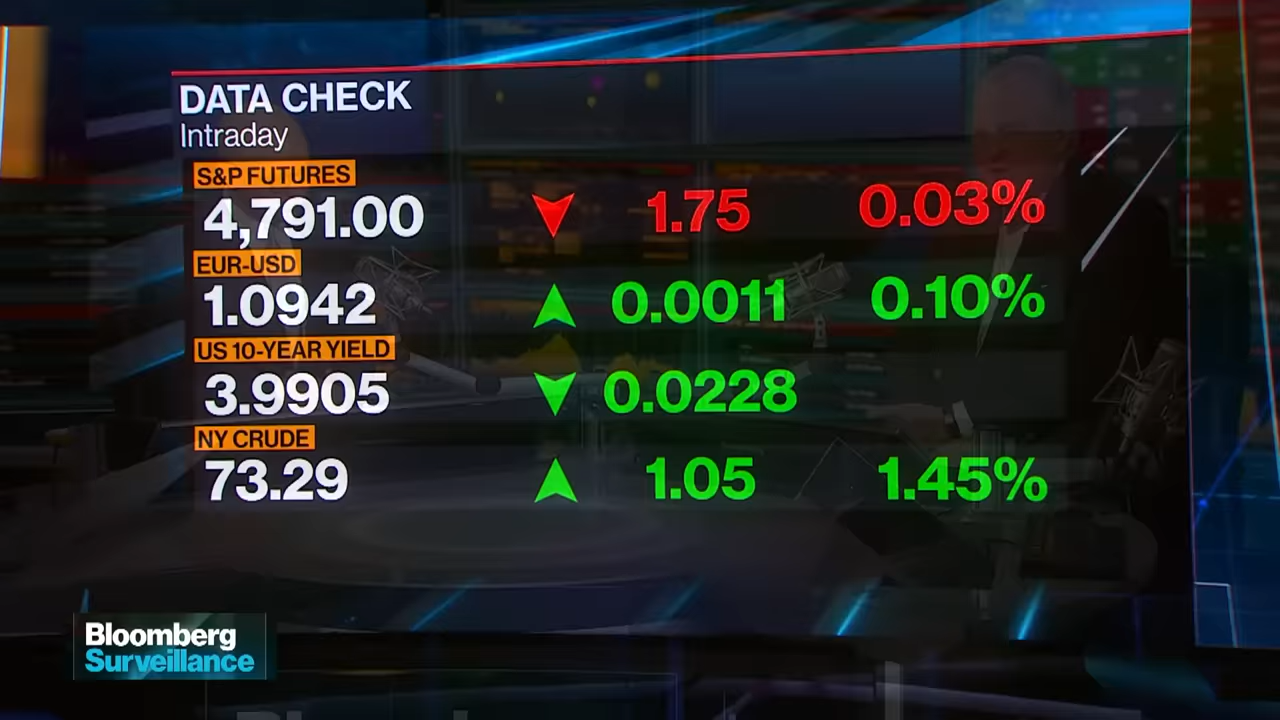 DATA CHECK
Intraday
S&P FUTURES
4,791.00 1.75 0.03%
EUR-USD
1.0942 0.0011 0.10%
US 10-YEAR YIELD
3.9905 0.0228
NY CRUDE
73.29 1.05 1.45%
Bloomberg
Surveillance